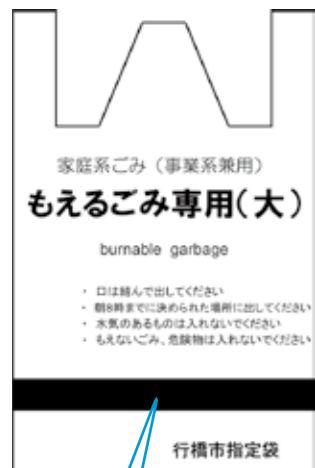 家庭系ごみ(事業系兼用)
もえるごみ専用(大)
burnable garbage
・ 口は結んで出してください
・ 朝8時までに決められた場所に出してください
・ 水気のあるものは入れないでください
・ もえないごみ、危険物は入れないでください
行橋市指定袋